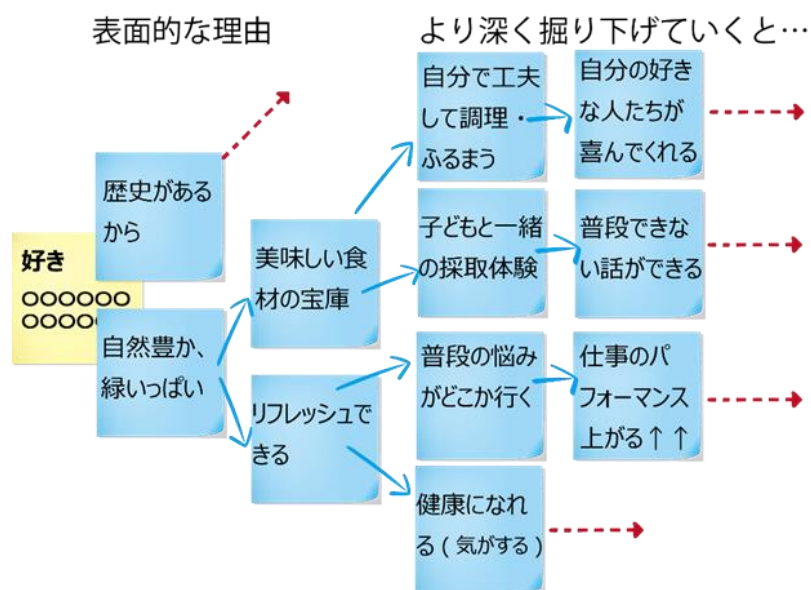 表面的な理由
より深く掘り下げていくと…
好き
〇〇〇〇〇〇
〇〇〇〇
歴史がある
から
自然豊か、
緑いっぱい
美味しい食
材の宝庫
リフレッシュで
きる
自分で工夫
して調理・
ふるまう
自分の好き
な人たちが
喜んでくれる
子どもと一緒
の採取体験
普段できな
い話ができる
普段の悩み
がどこか行く
仕事のパ
フォーマンス
上がる↑↑
健康になれ
る(気がする)